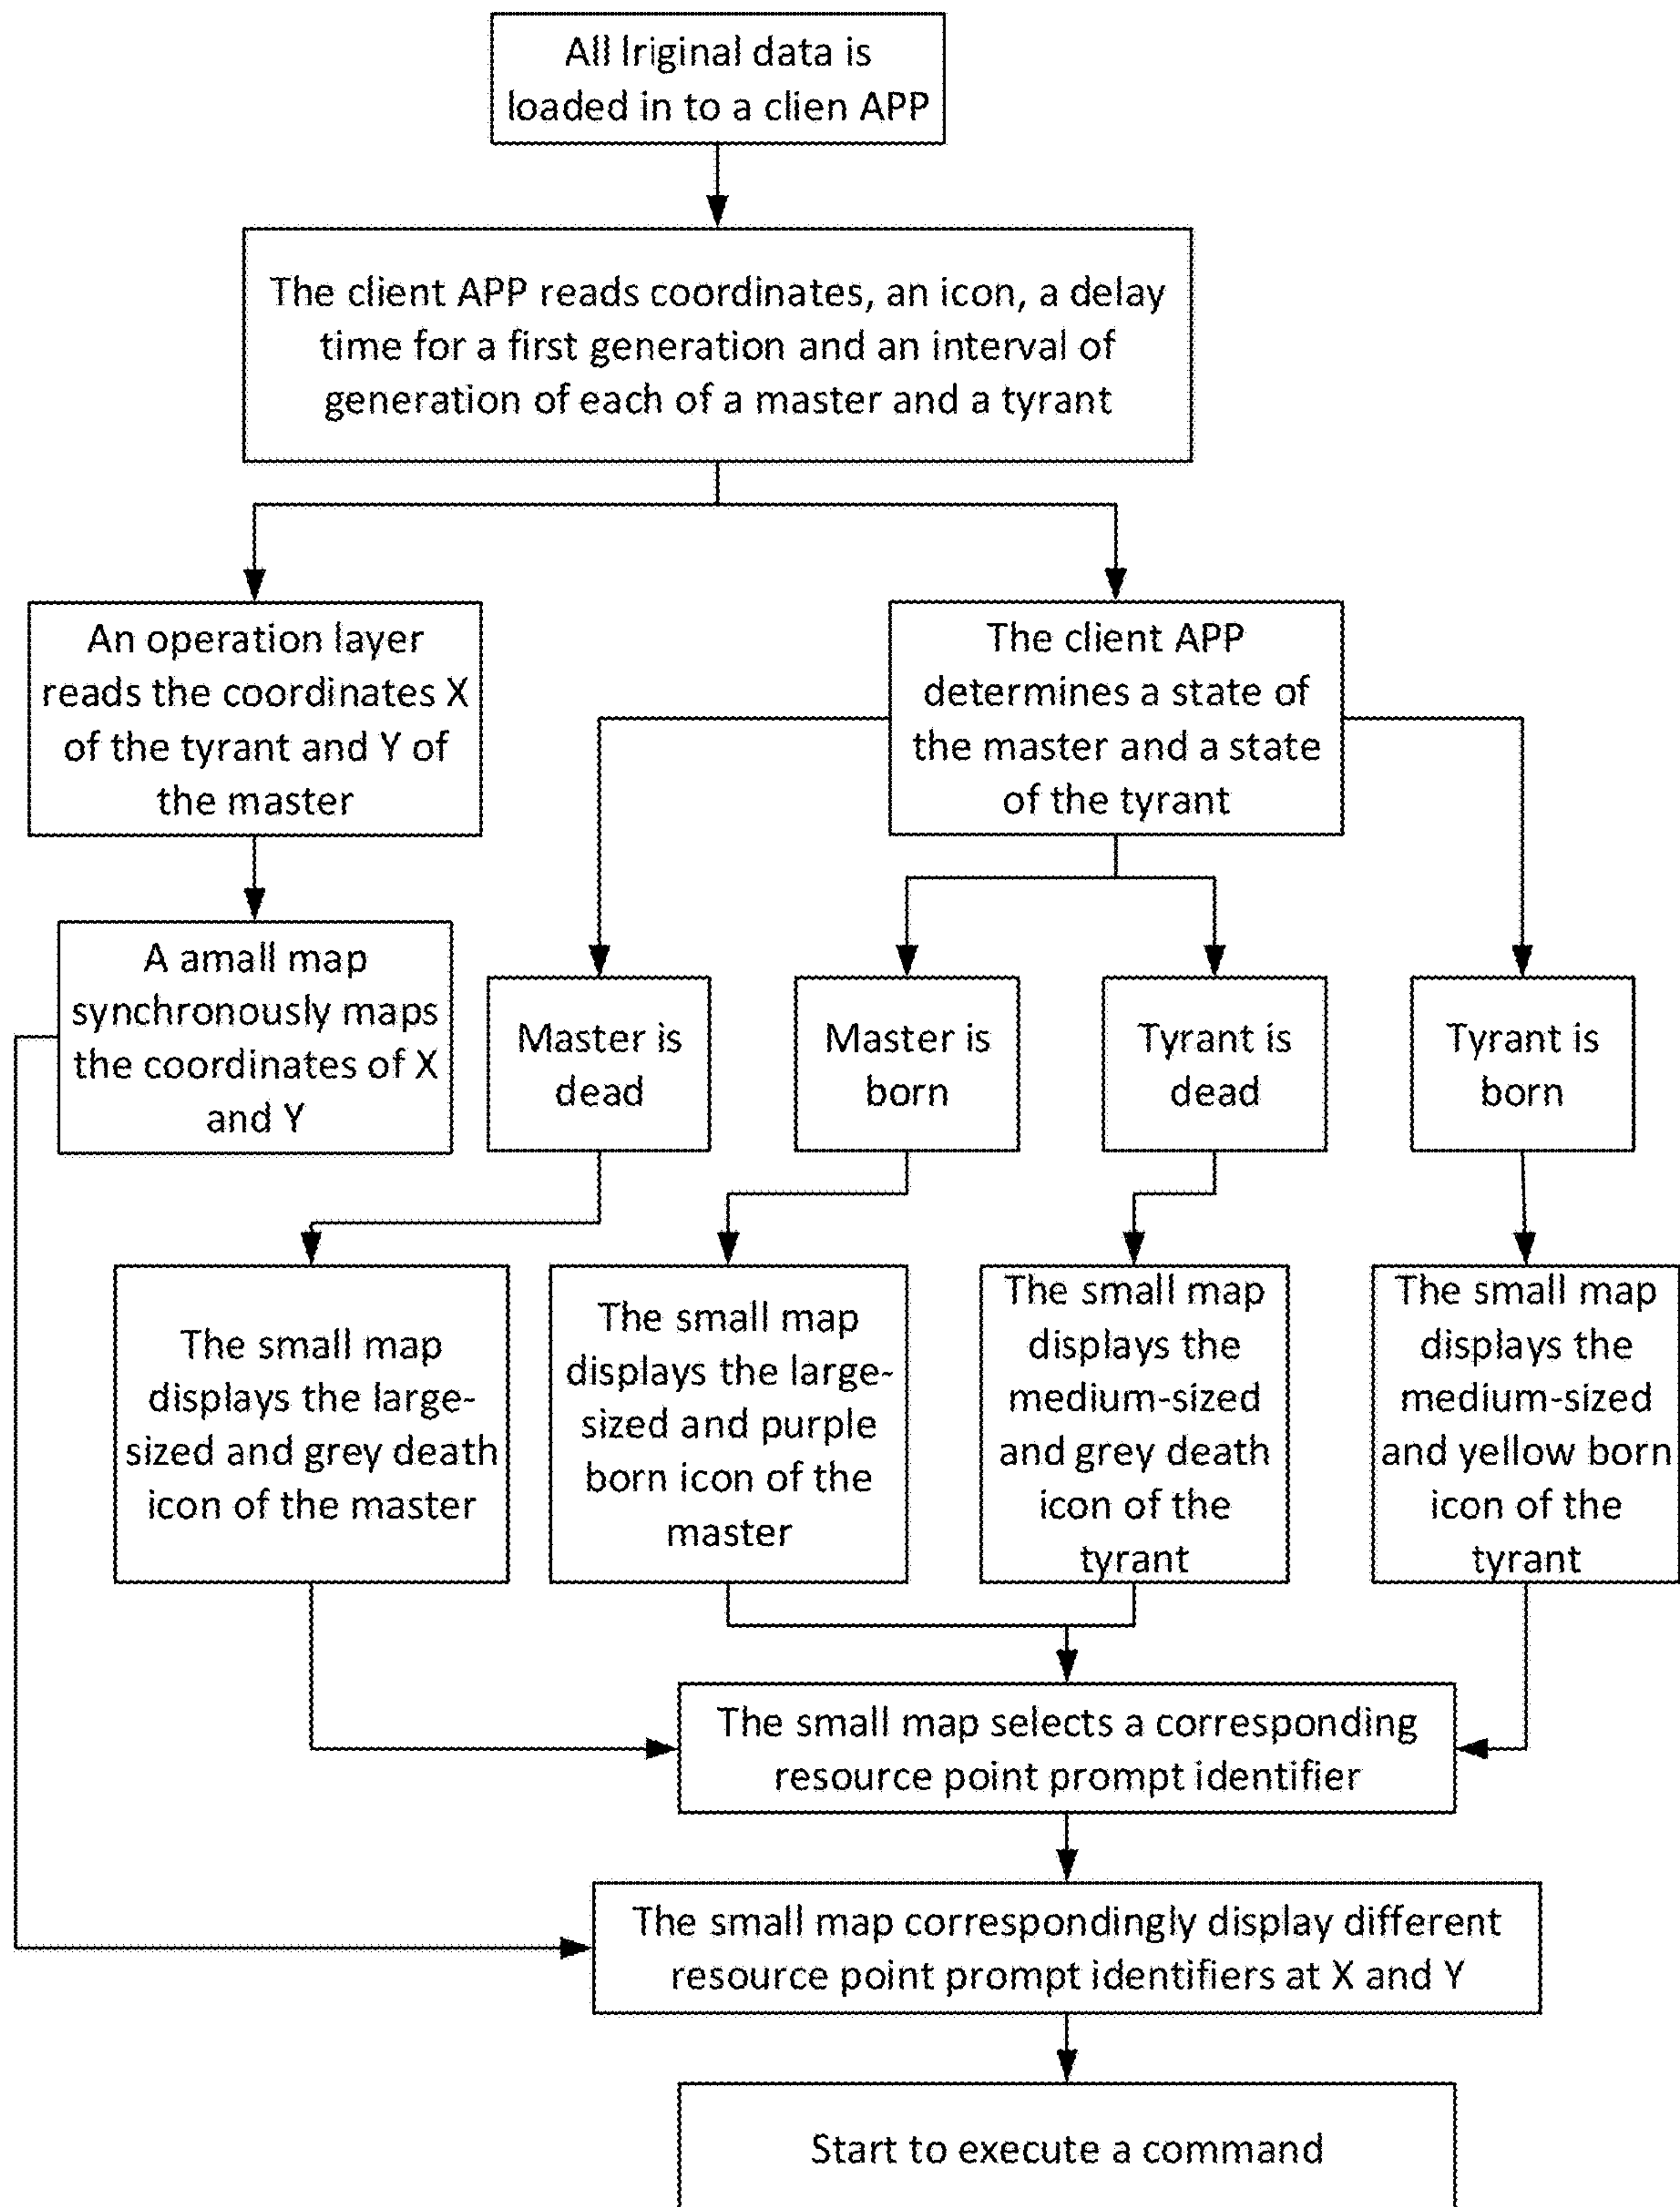 All lriginal data is
loaded in to a clien APP
The client APP reads coordinates, an icon, a delay
time for a first generation and an interval of
generation of each of a master and a tyrant
An operation layer
reads the coordinates X
of the tyrant and Y of
the master
The client APP
determines a state of
the master and a state
of the tyrant
A amall map
synchronously maps
the coordinates of X
and Y
Master is
dead
Master is
born
Tyrant is
dead
Tyrant is
born
The small map
displays the large-
sized and grey death
icon of the master
The small map
displays the large-
sized and purple
born icon of the
master
The small map
displays the
medium-sized
and grey death
icon of the
tyrant
The small map
displays the
medium-sized
and yellow born
icon of the
tyrant
The small map selects a corresponding
resource point prompt identifier
The small map correspondingly display different
resource point prompt identifiers at X and Y
Start to execute a command